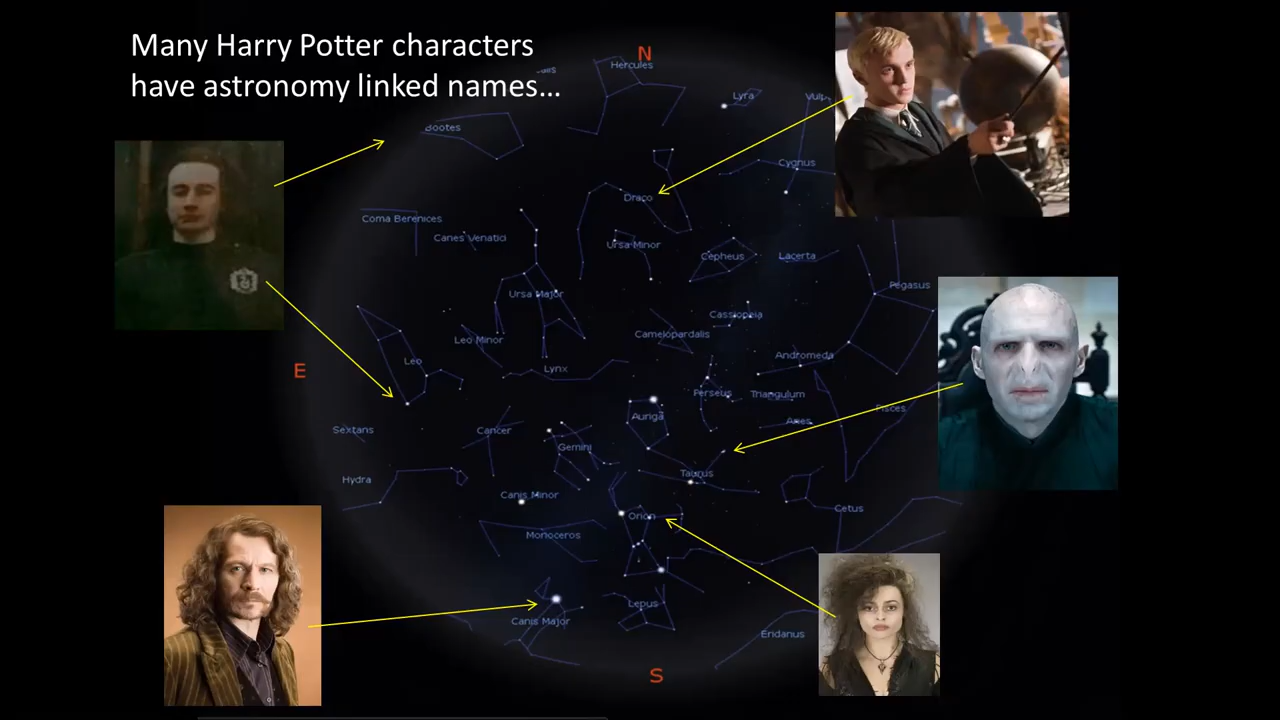 Many Harry Potter characters
have astronomy linked names...
N
Hercules
Lyra
Bootes
Cygnus
Draco
Coma Berenices
Canes Venatici
Ursa Minor
Cepheus
Lacerta
Pegasus
Ursa Major
Cassiopeia
Leo Minor
Camelopardalis
Andromeda
Leo
Lynx
E
Perseus
Triangulum
Auriga
Pisces
Aries
Sextans
Cancer
Gemini
Taurus
Hydra
Canis Minor
Cetus
Orion
Monoceros
Lepus
Canis Major
Eridanus
S